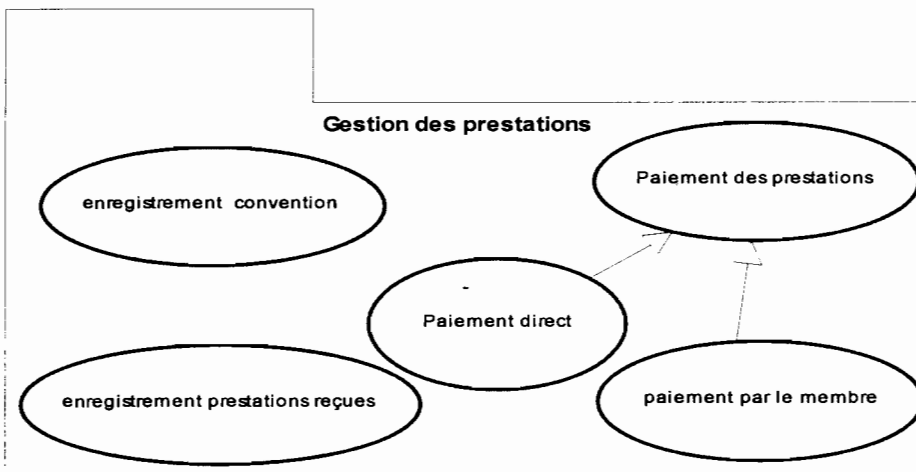 Gestion des prestations
Paiement des prestations
enregistrement convention
Paiement direct
enregistrement prestations reçues
paiement par le membre